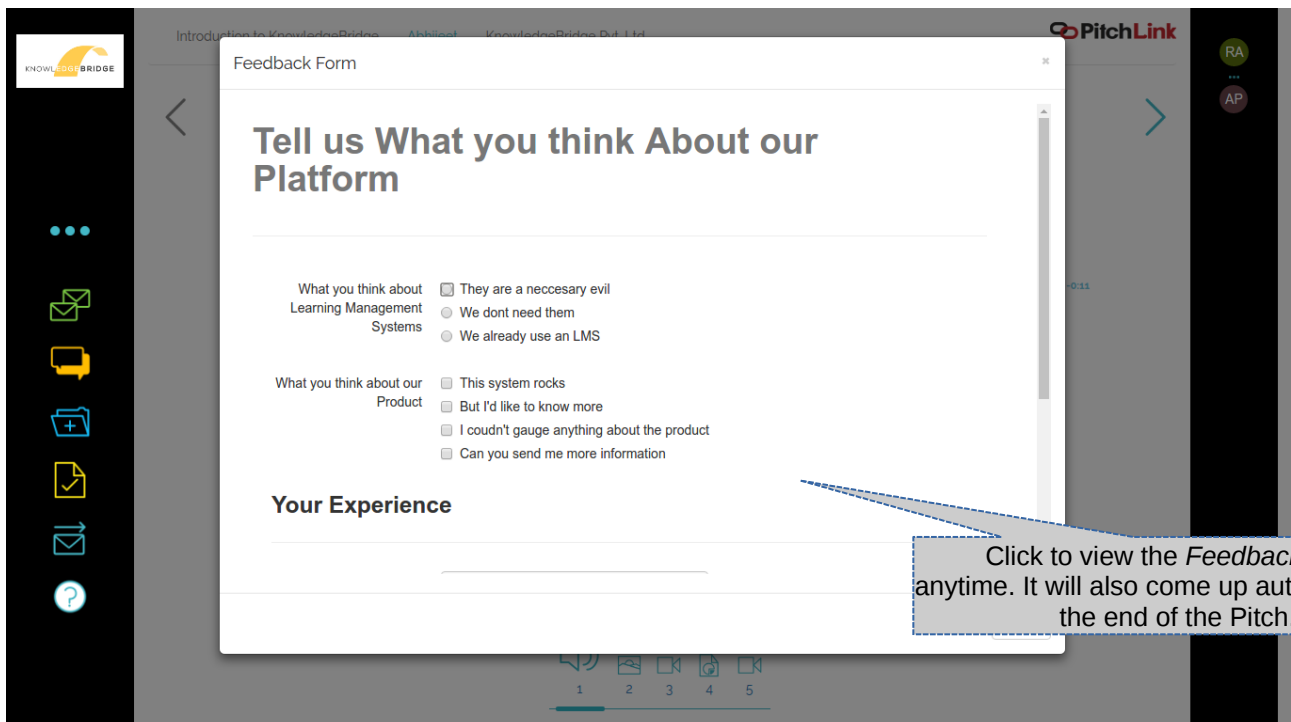 Introduction to KnowledgeBridge Abhijeet KnowledgeBridge Pvt. Ltd.
PitchLink
KNOWLEDGEBRIDGE
RA
AP
Feedback Form
×
Tell us What you think About our
Platform
-0:11
What you think about
Learning Management
Systems
They are a neccesary evil
We dont need them
We already use an LMS
What you think about our
Product
This system rocks
But I'd like to know more
I coudn't gauge anything about the product
Can you send me more information
Your Experience
Click to view the Feedbac
anytime. It will also come up aut
the end of the Pitch
?
1 2 3 4 5